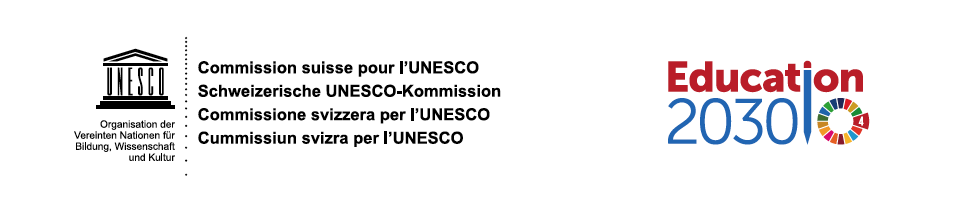 UNESCO
Organisation der
Vereinten Nationen für
Bildung, Wissenschaft
und Kultur
Commission suisse pour l’UNESCO
Schweizerische UNESCO-Kommission
Commissione svizzera per l’UNESCO
Cummissiun svizra per l’UNESCO
Education
2030
4